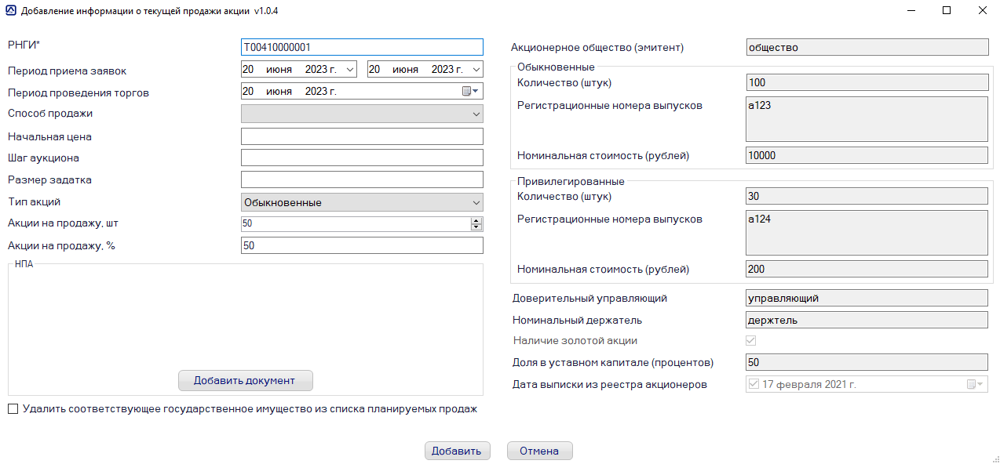 Добавление информации о текущей продажи акции v1.0.4
РНГИ* Т00410000001
Период приема заявок 20 июня 2023 г. 20 июня 2023 г.
Период проведения торгов 20 июня 2023 г.
Способ продажи
Начальная цена
Шаг аукциона
Размер задатка
Тип акций Обыкновенные
Акции на продажу, шт 50
Акции на продажу, % 50
НПА
Добавить документ
Удалить соответствующее государственное имущество из списка планируемых продаж
Акционерное общество (эмитент) общество
Обыкновенные
Количество (штук) 100
Регистрационные номера выпусков а123
Номинальная стоимость (рублей) 10000
Привилегированные
Количество (штук) 30
Регистрационные номера выпусков а124
Номинальная стоимость (рублей) 200
Доверительный управляющий управляющий
Номинальный держатель держтель
Наличие золотой акции
Доля в уставном капитале (процентов) 50
Дата выписки из реестра акционеров 17 февраля 2021 г.
Добавить Отмена